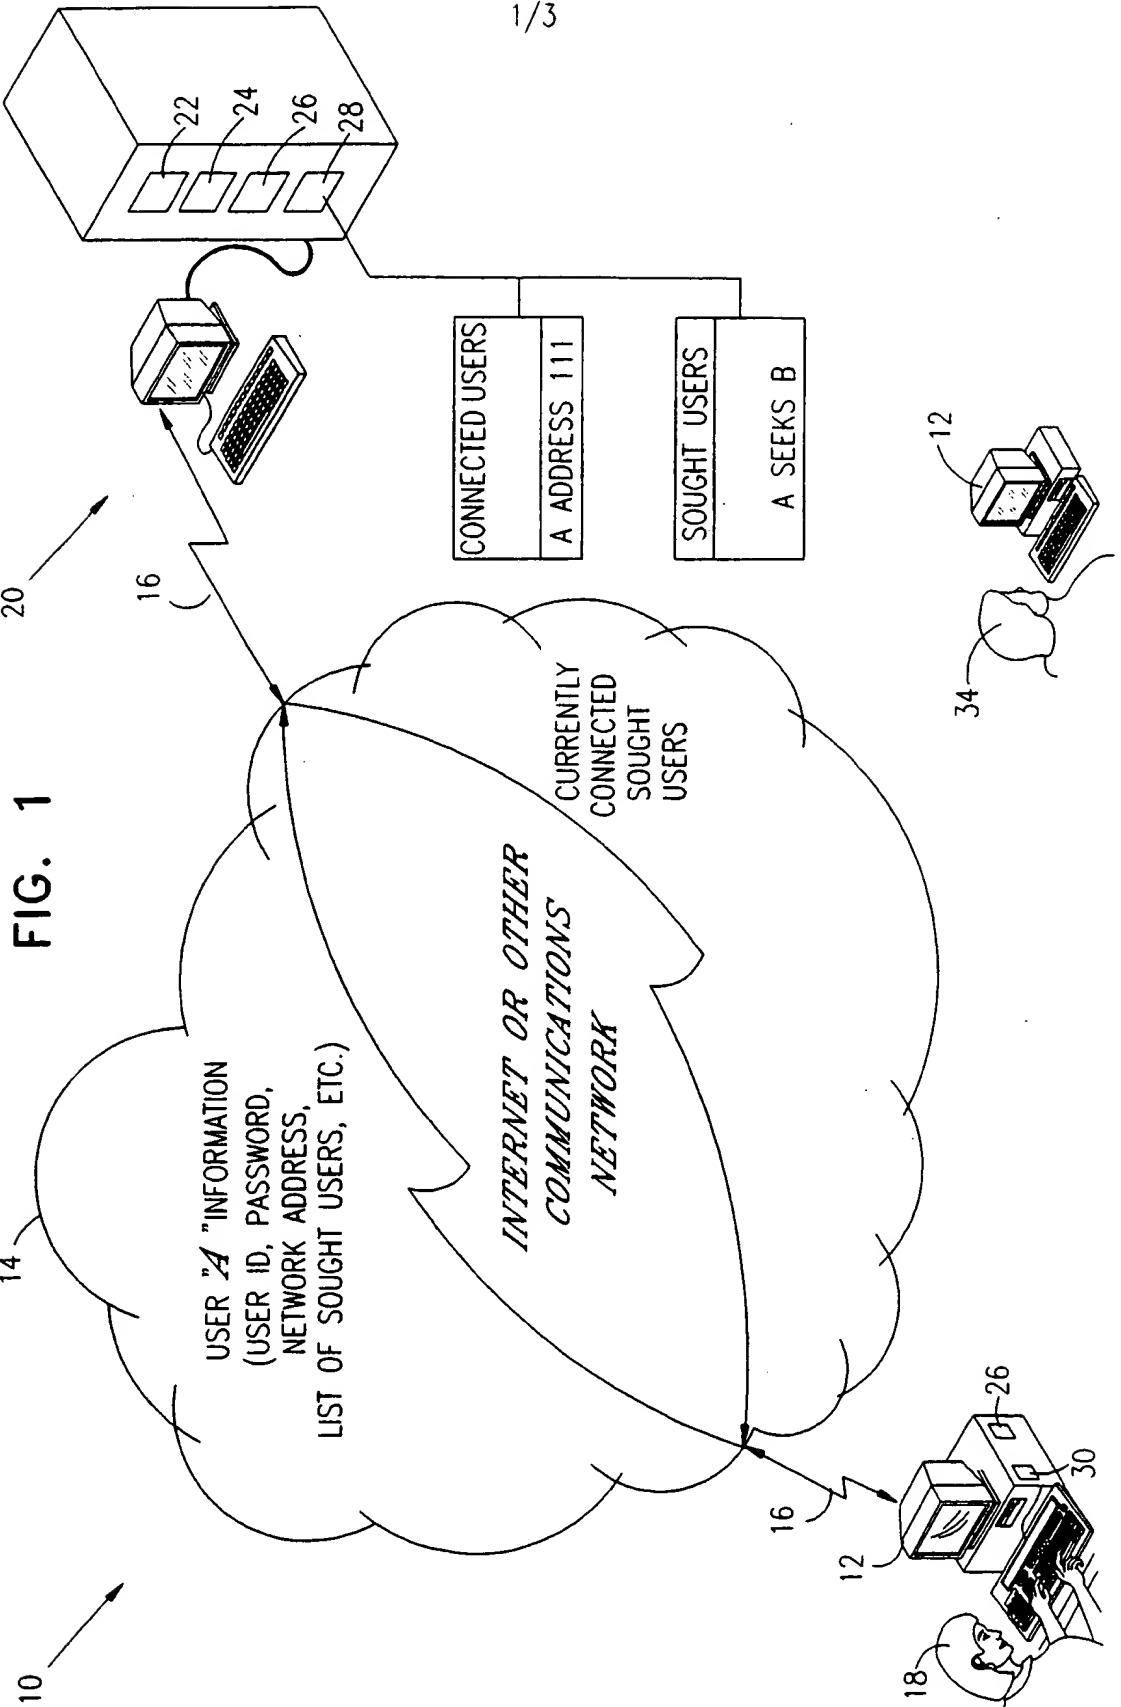 1/3
FIG. 1
10
14
20
22
24
26
28
16
USER "A" INFORMATION
(USER ID, PASSWORD,
NETWORK ADDRESS,
LIST OF SOUGHT USERS, ETC.)
INTERNET OR OTHER
COMMUNICATIONS
NETWORK
CURRENTLY
CONNECTED
SOUGHT
USERS
CONNECTED USERS
A ADDRESS 111
SOUGHT USERS
A SEEKS B
12
34
16
12
18
26
30